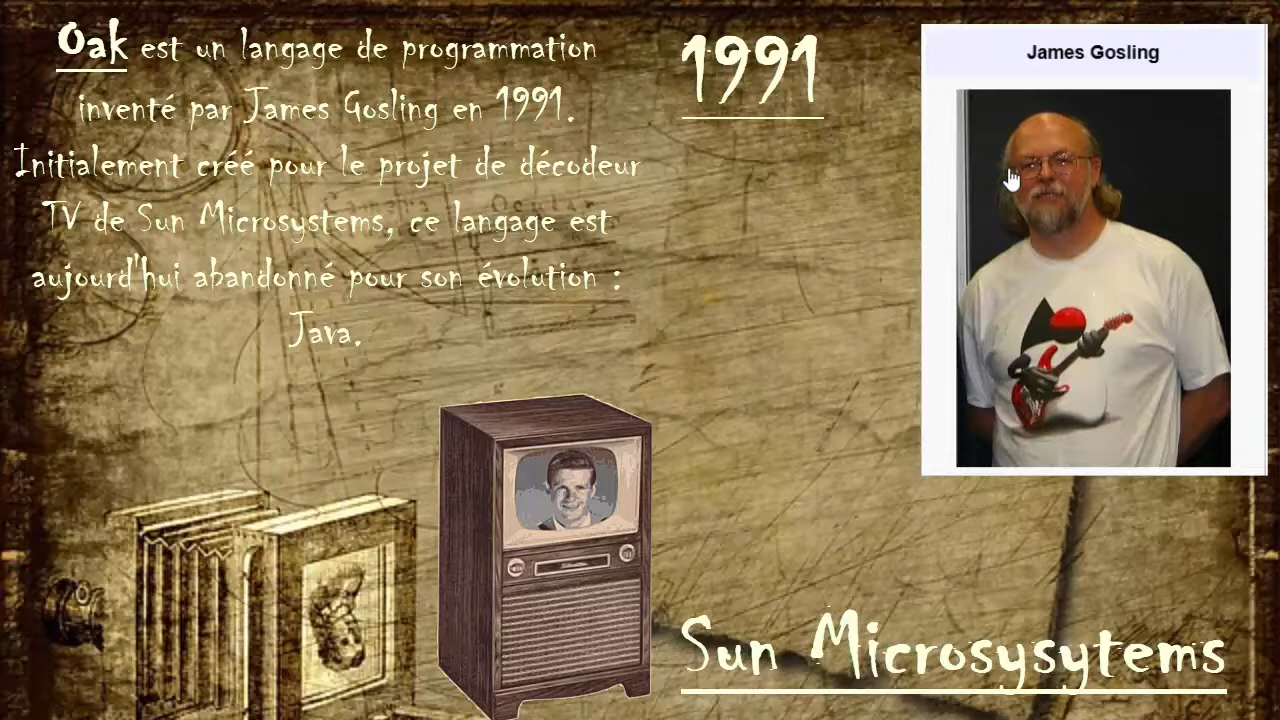 Oak est un langage de programmation
inventé par James Gosling en 1991.
Initialement créé pour le projet de décodeur
TV de Sun Microsystems, ce langage est
aujourd'hui abandonné pour son évolution :
Java.
1991
James Gosling
Sun Microsysytems